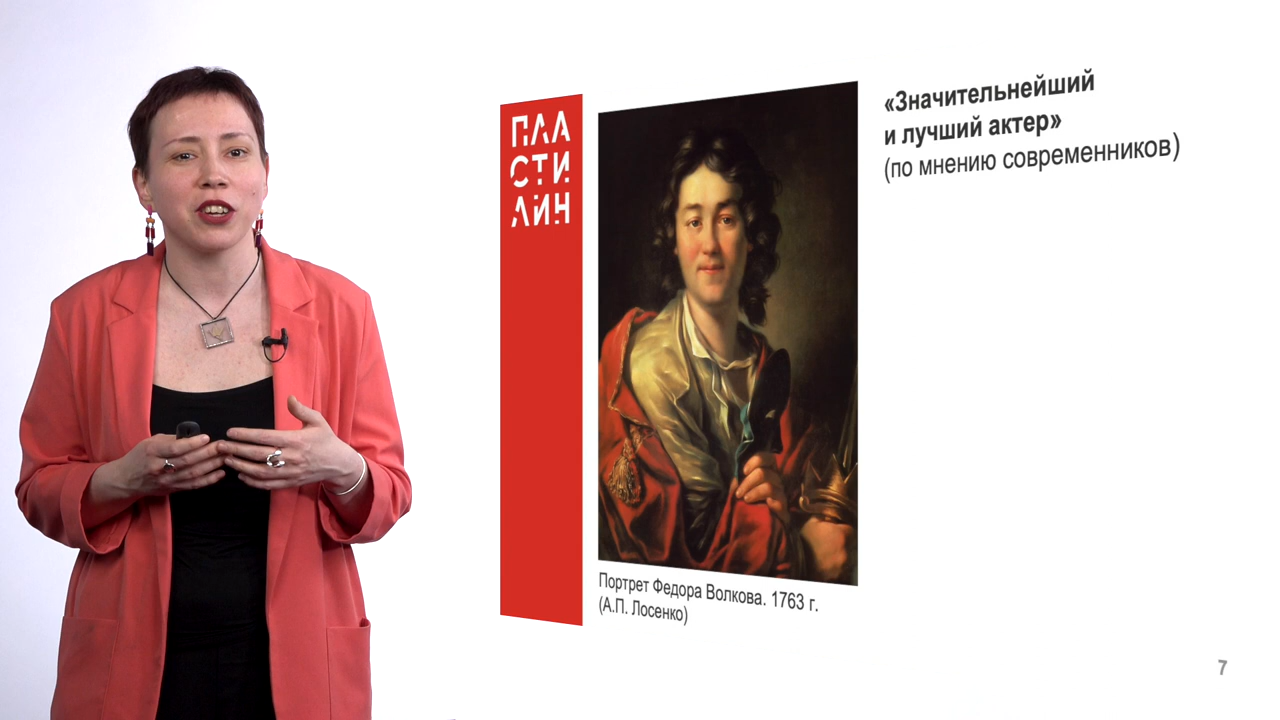 ПЛА
СТИ
ЛИН
«Значительнейший
и лучший актер»
(по мнению современников)
Портрет Федора Волкова. 1763 г.
(А.П. Лосенко)
7